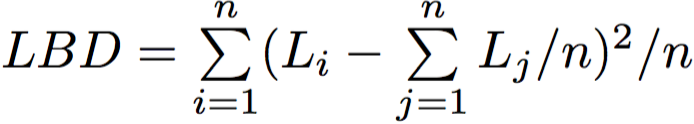 $LBD = \sum_{i=1}^{n} (L_i - \sum_{j=1}^{n} L_j/n)^2/n$